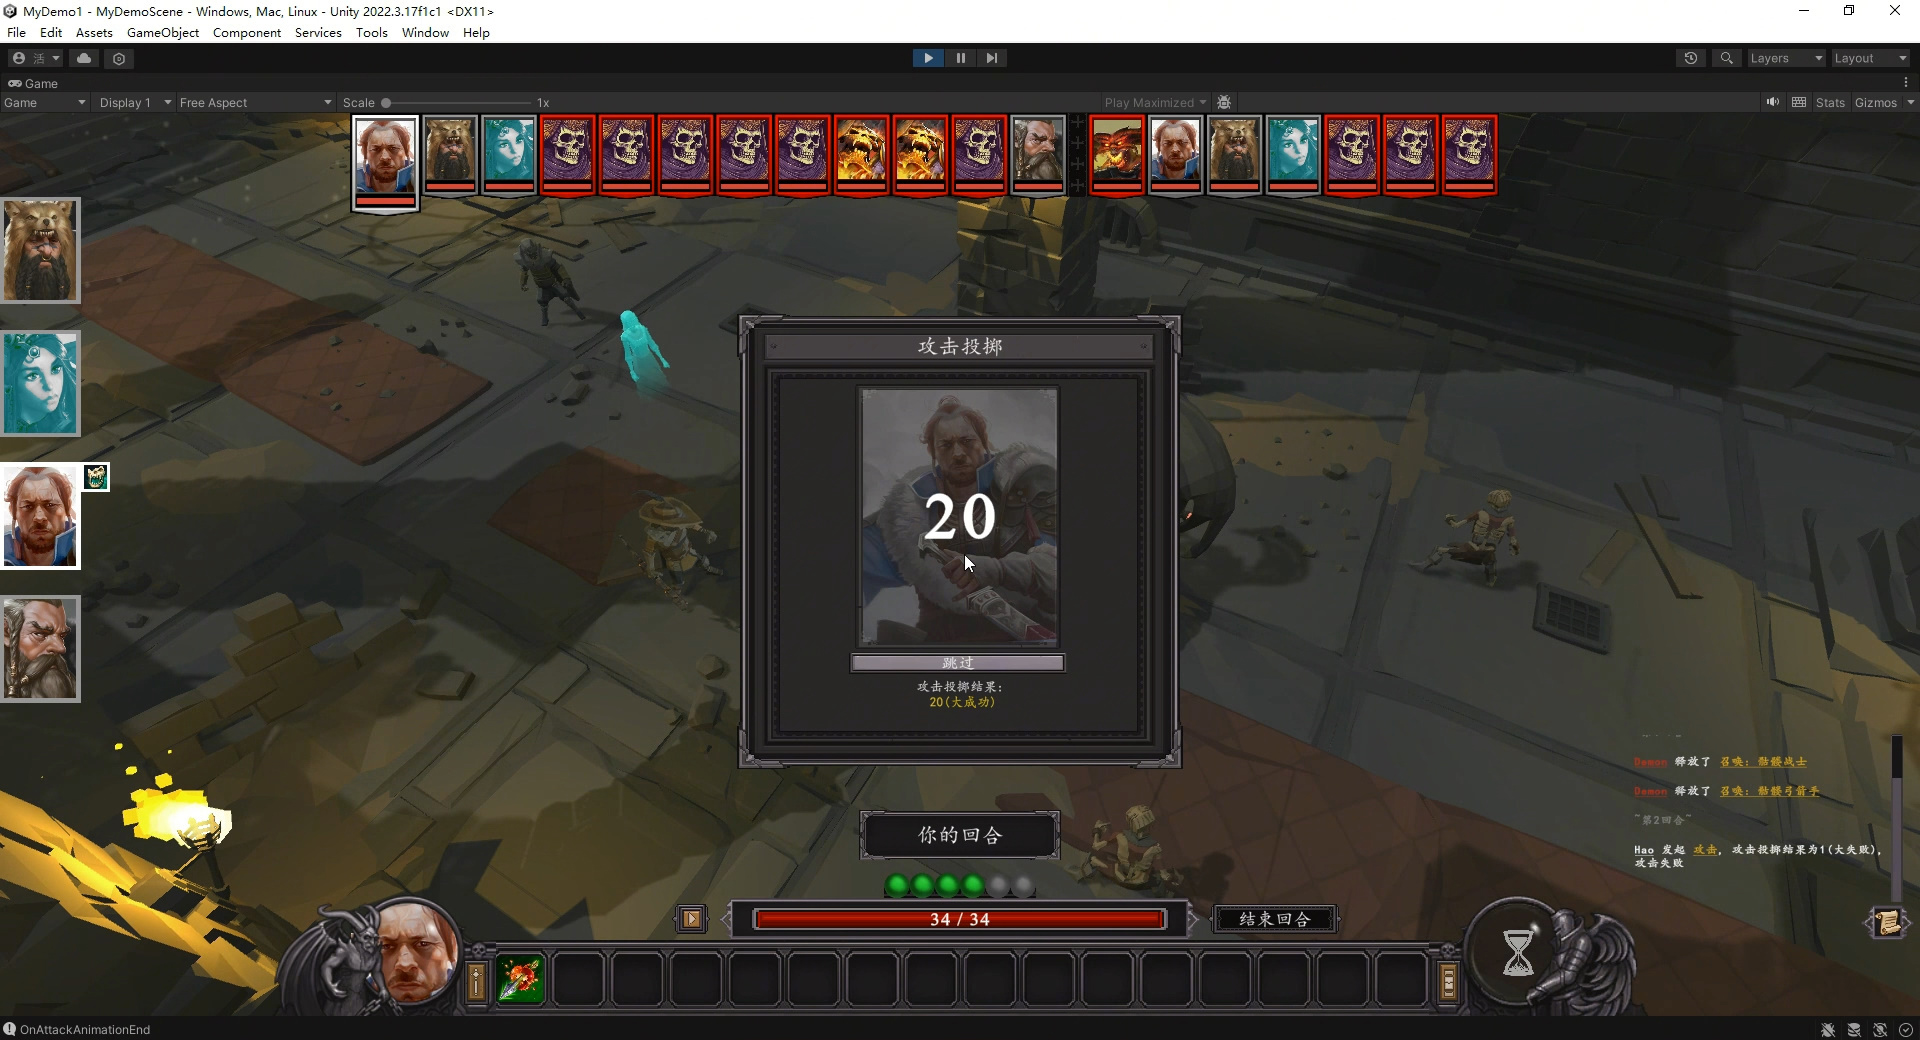 MyDemo1 - MyDemoScene - Windows, Mac, Linux - Unity 2022.3.17f1c1 <DX11>
File Edit Assets GameObject Component Services Tools Window Help
活 Layers Layout
Game
Game Display 1 Free Aspect Scale 1x Play Maximized Stats Gizmos
攻击投掷
20
跳过
攻击投掷结果:
20(大成功)
Demon 释放了 召唤: 骷髅战士
Demon 释放了 召唤: 骷髅弓箭手
~第2回合~
Hao 发起 攻击, 攻击投掷结果为1(大失败),
攻击失败
你的回合
34 / 34
结束回合
OnAttackAnimationEnd